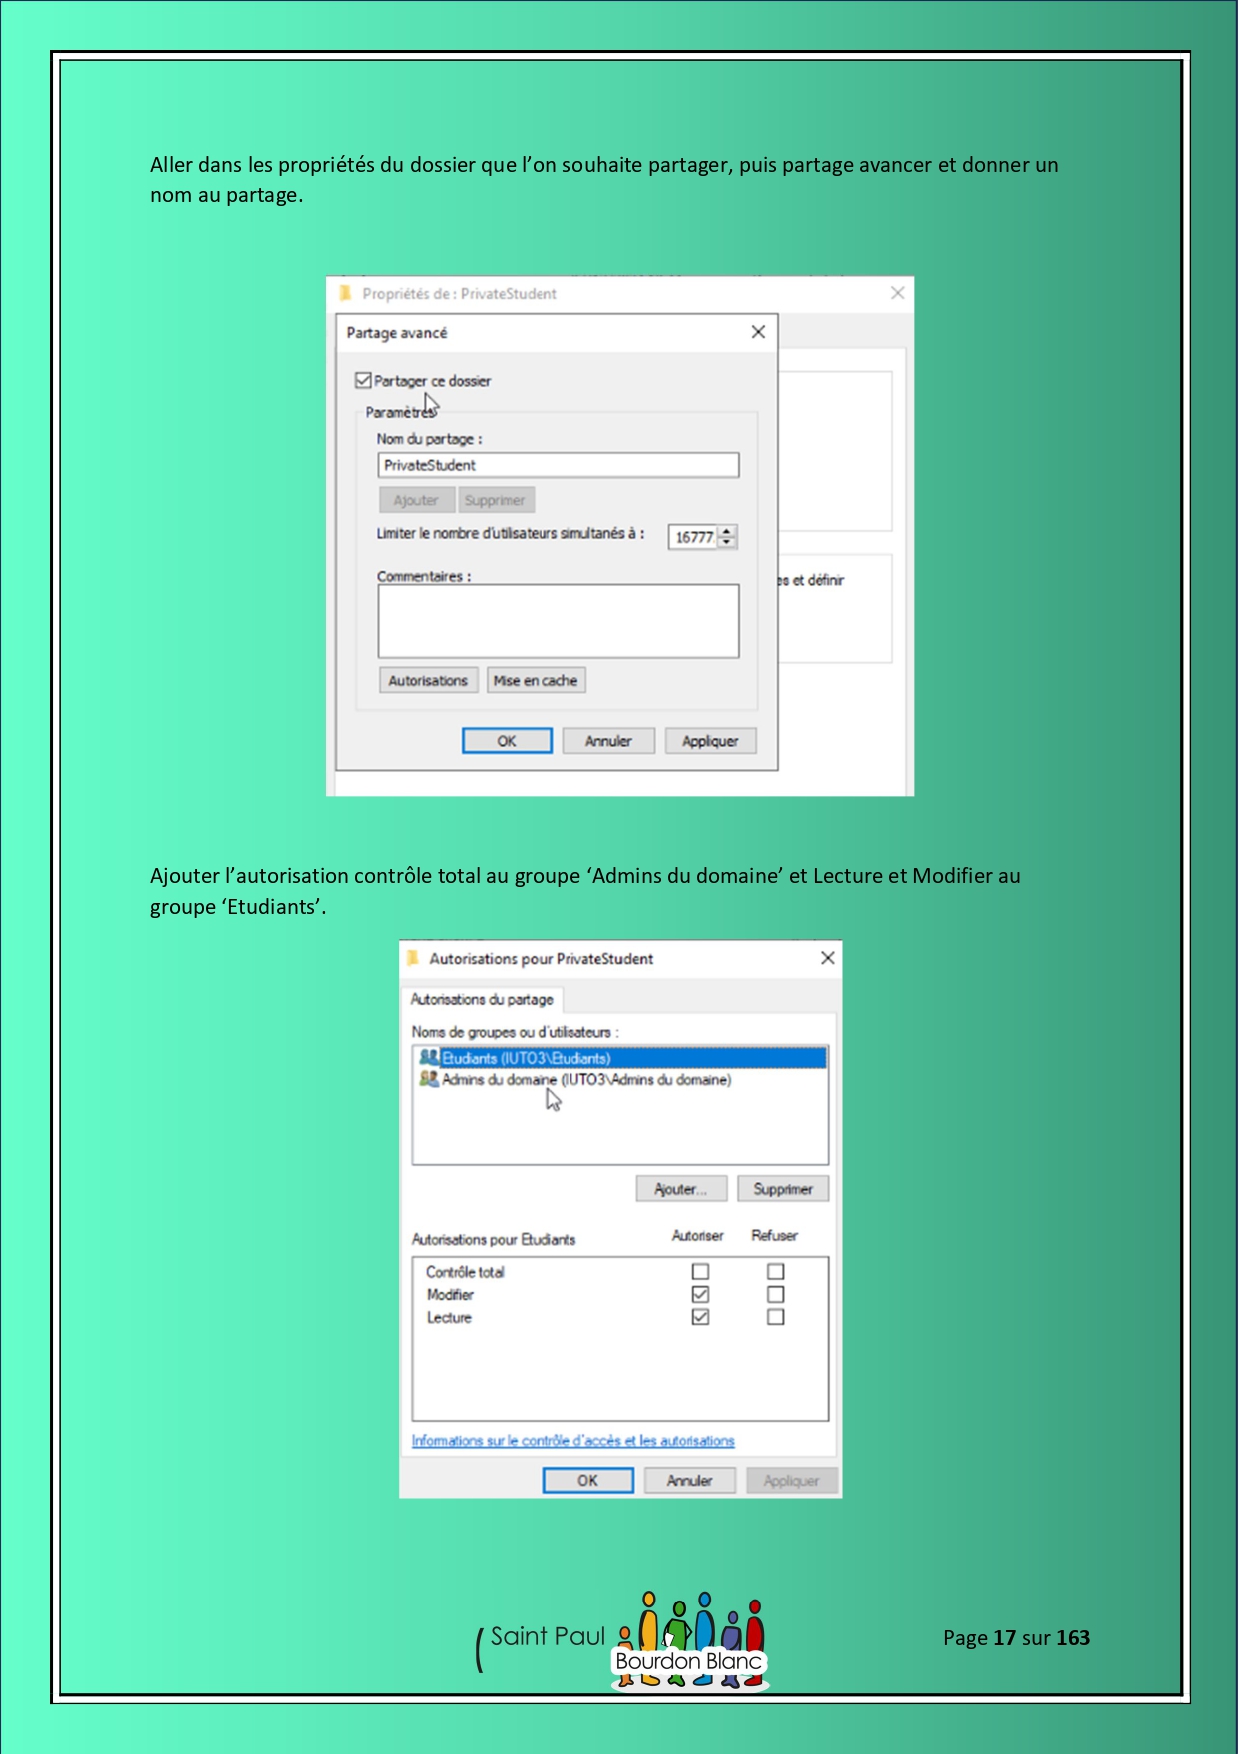 Aller dans les propriétés du dossier que l’on souhaite partager, puis partage avancer et donner un
nom au partage.
Propriétés de : PrivateStudent
Partage avancé
Partager ce dossier
Paramètres
Nom du partage :
PrivateStudent
Ajouter Supprimer
Limiter le nombre d'utilisateurs simultanés à : 16777
es et définir
Commentaires :
Autorisations Mise en cache
OK Annuler Appliquer
Ajouter l’autorisation contrôle total au groupe ‘Admins du domaine’ et Lecture et Modifier au
groupe ‘Etudiants’.
Autorisations pour PrivateStudent
Autorisations du partage
Noms de groupes ou d'utilisateurs :
Etudiants (IUTO3\Etudiants)
Admins du domaine (IUTO3\Admins du domaine)
Ajouter... Supprimer
Autorisations pour Etudiants Autoriser Refuser
Contrôle total
Modifier
Lecture
Informations sur le contrôle d'accès et les autorisations
OK Annuler Appliquer
Saint Paul
Bourdon Blanc
Page 17 sur 163